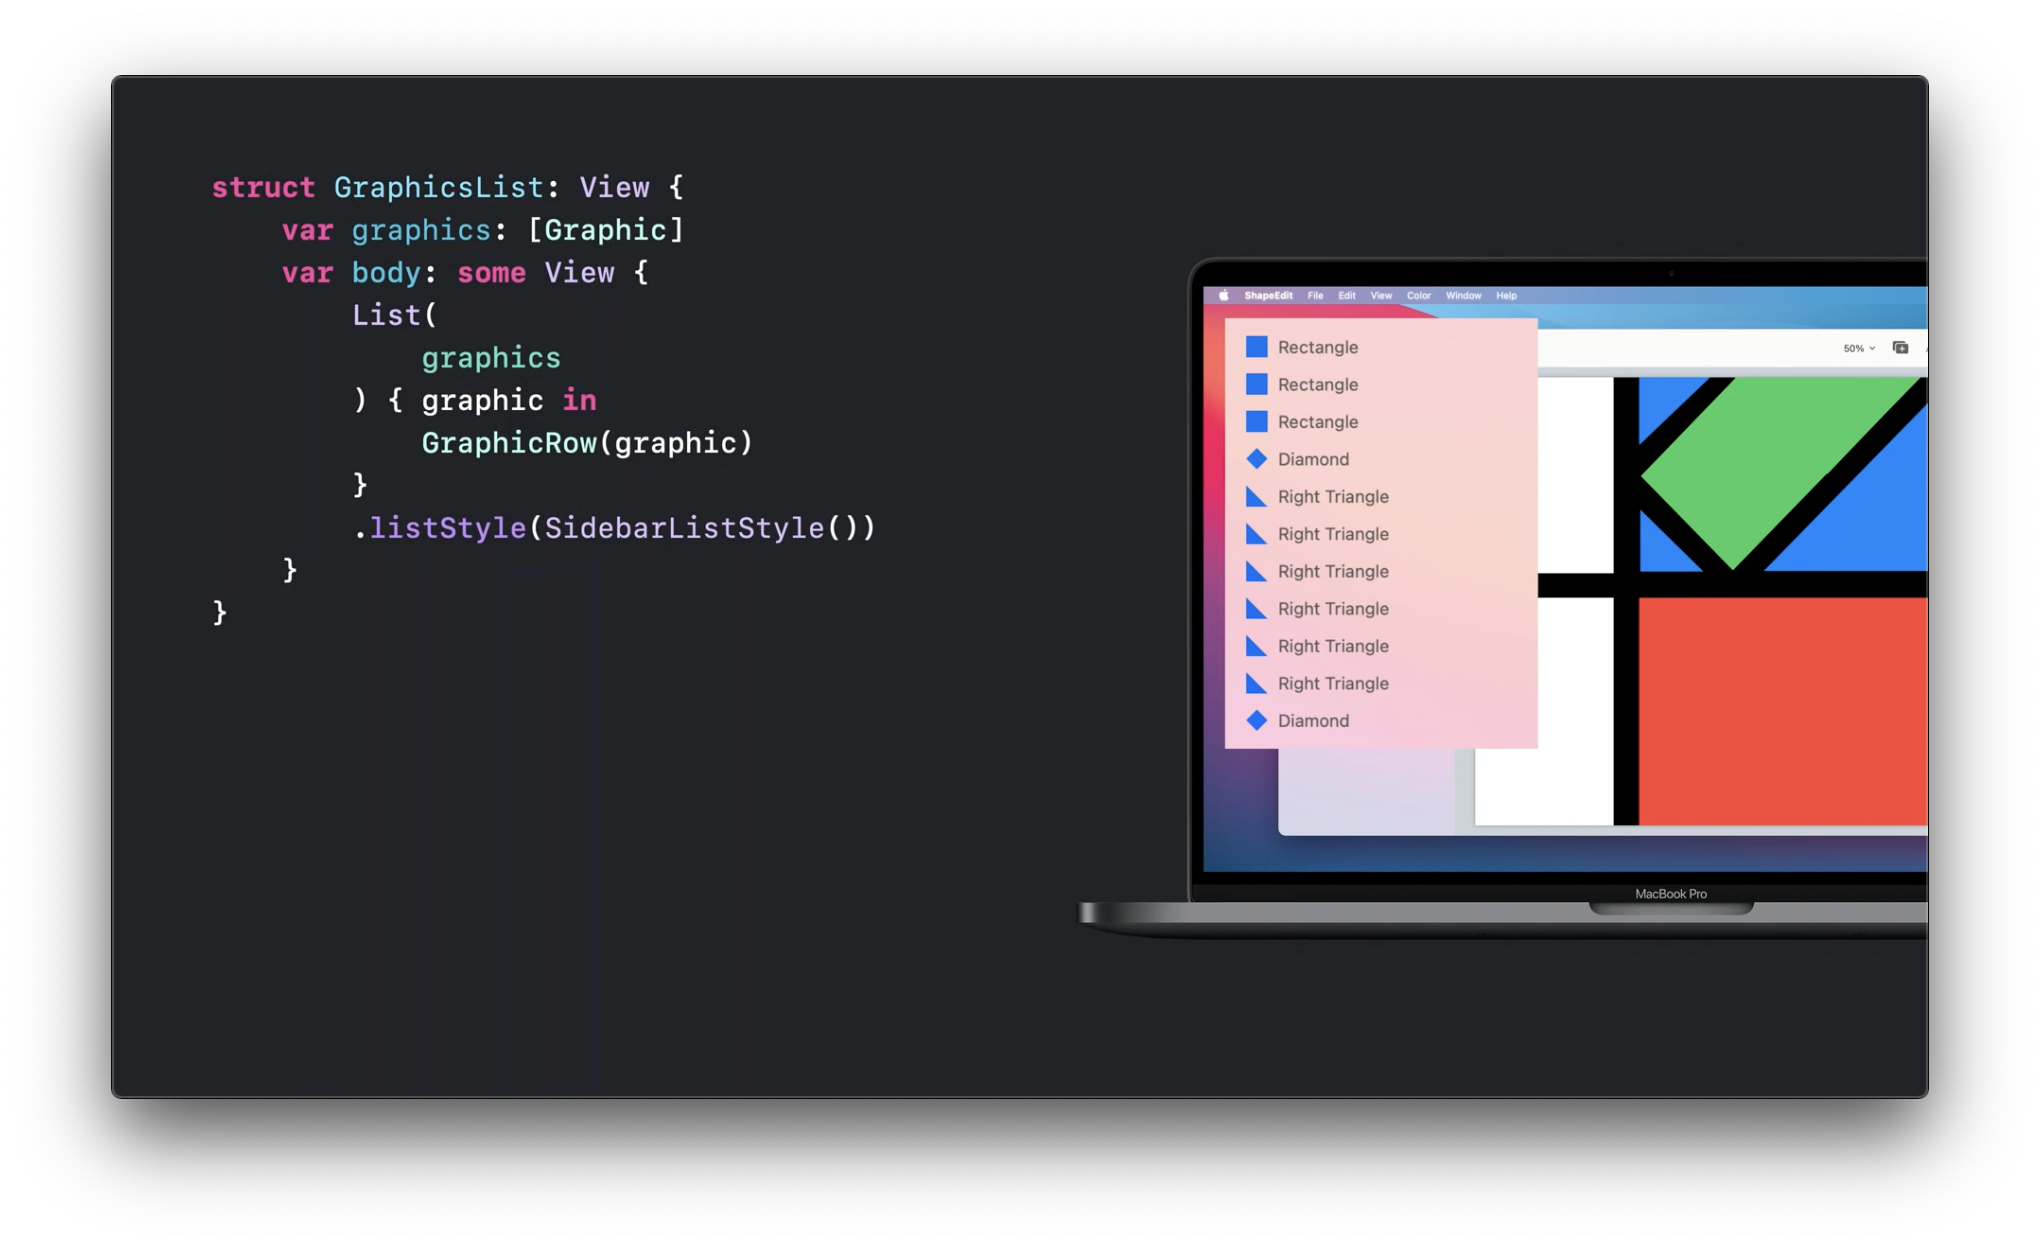 struct GraphicsList: View {
    var graphics: [Graphic]
    var body: some View {
        List(
            graphics
        ) { graphic in
            GraphicRow(graphic)
        }
        .listStyle(SidebarListStyle())
    }
}
ShapeEdit File Edit View Color Window Help
50%
Rectangle
Rectangle
Rectangle
Diamond
Right Triangle
Right Triangle
Right Triangle
Right Triangle
Right Triangle
Right Triangle
Diamond
MacBook Pro